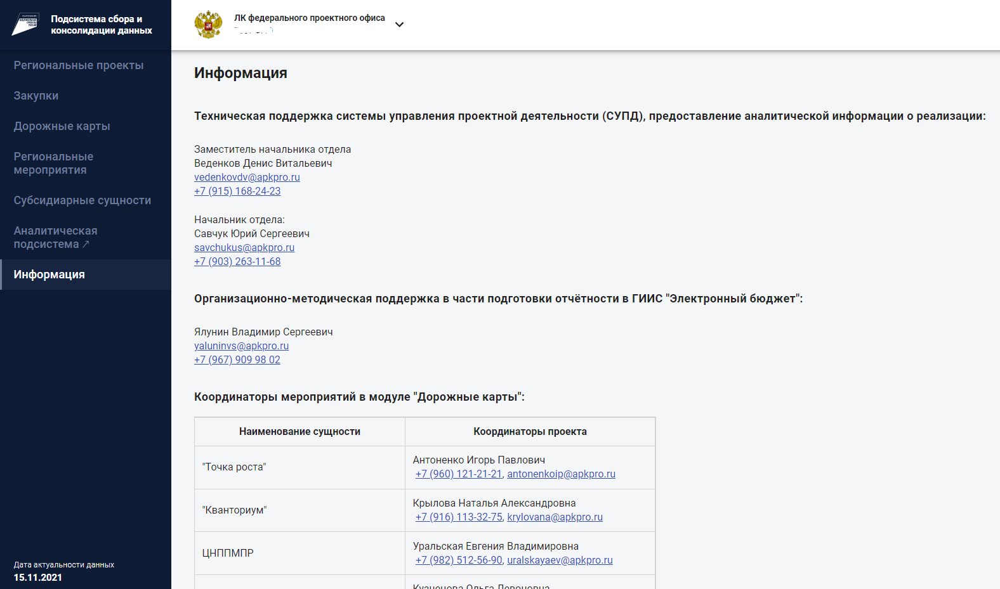 Подсистема сбора и
консолидации данных
ЛК федерального проектного офиса
Региональные проекты
Закупки
Дорожные карты
Региональные
мероприятия
Субсидиарные сущности
Аналитическая
подсистема ↗
Информация
Дата актуальности данных
15.11.2021
Информация
Техническая поддержка системы управления проектной деятельности (СУПД), предоставление аналитической информации о реализации:
Заместитель начальника отдела
Веденков Денис Витальевич
vedenkovdv@apkpro.ru
+7 (915) 168-24-23
Начальник отдела:
Савчук Юрий Сергеевич
savchukus@apkpro.ru
+7 (903) 263-11-68
Организационно-методическая поддержка в части подготовки отчётности в ГИИС "Электронный бюджет":
Ялунин Владимир Сергеевич
yaluninvs@apkpro.ru
+7 (967) 909 98 02
Координаторы мероприятий в модуле "Дорожные карты":
Наименование сущности Координаторы проекта
"Точка роста"
Антоненко Игорь Павлович
+7 (960) 121-21-21, antonenkoip@apkpro.ru
"Кванториум"
Крылова Наталья Александровна
+7 (916) 113-32-75, krylovana@apkpro.ru
ЦНППМПР
Уральская Евгения Владимировна
+7 (982) 512-56-90, uralskayaev@apkpro.ru
Кузнецова Ольга Левоновна